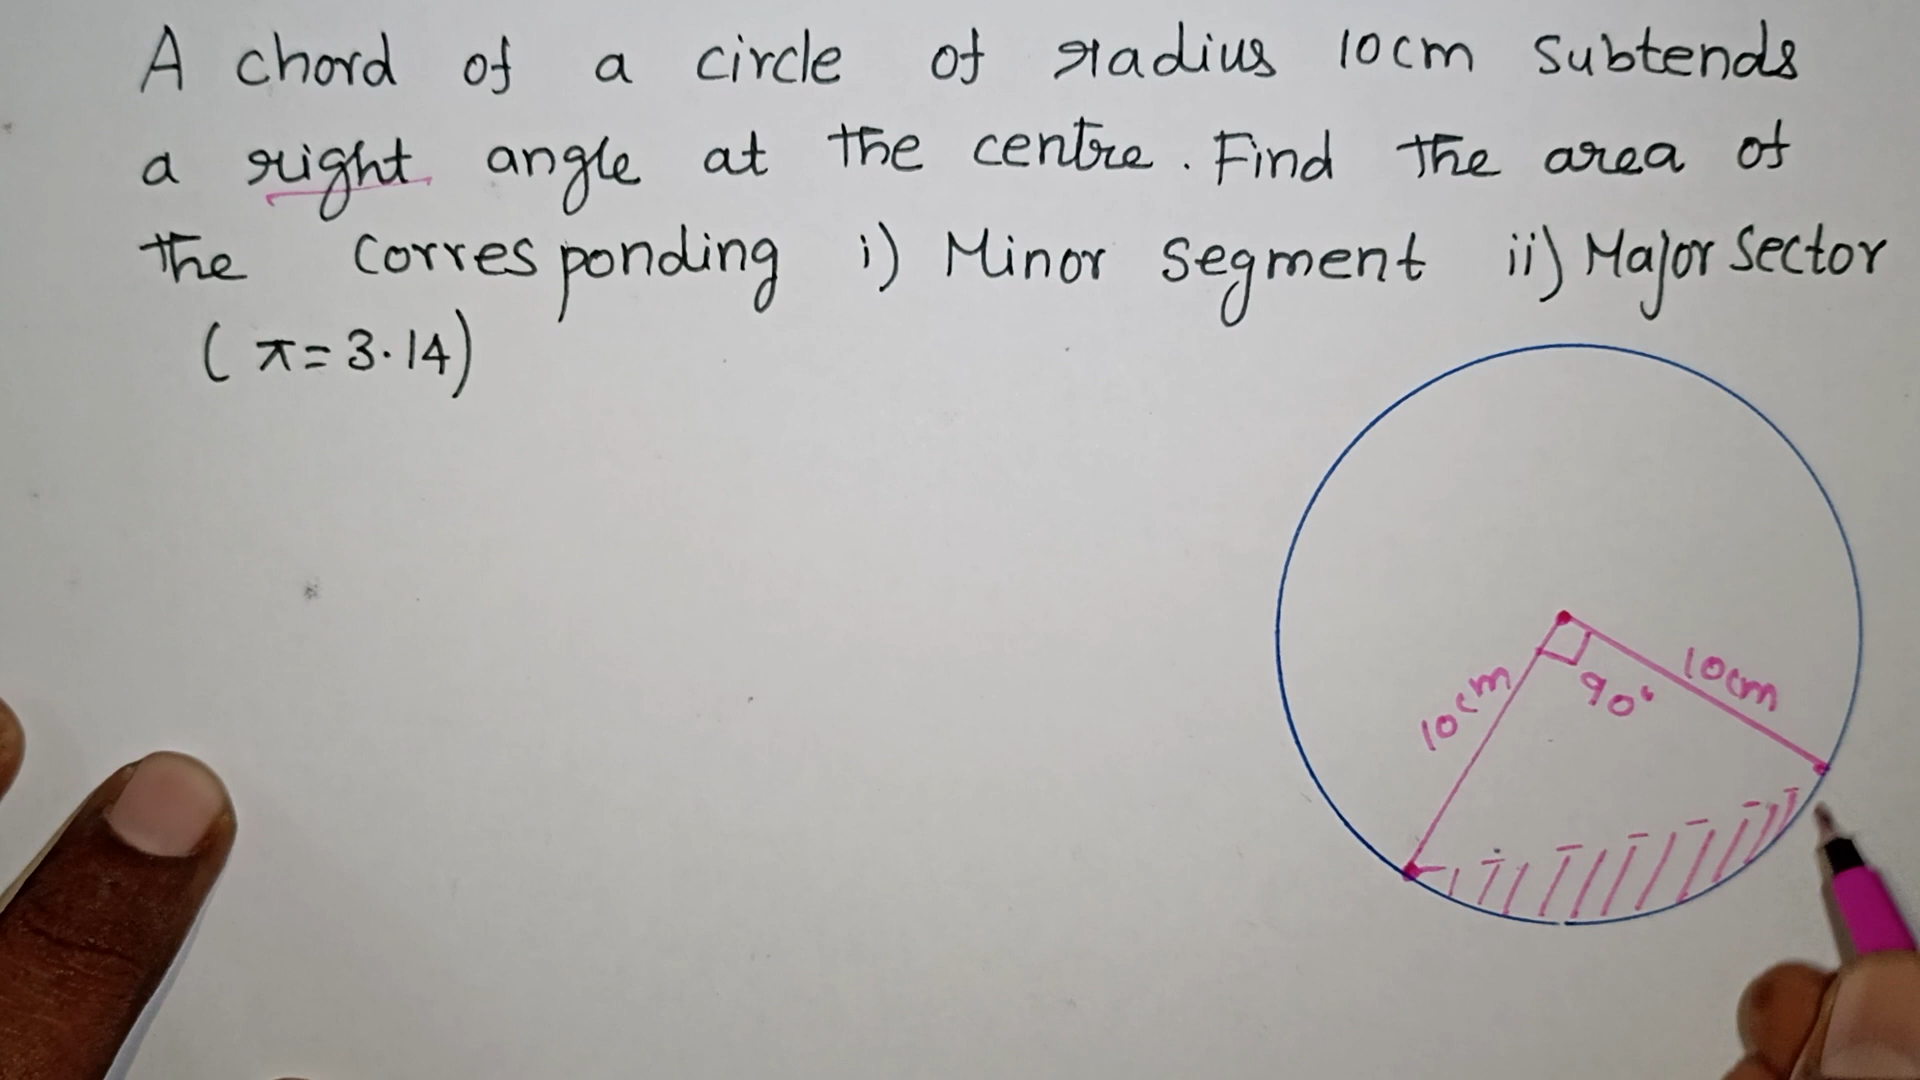 A chord of a circle of radius 10cm subtends
a right angle at the centre. Find the area of
the corresponding i) Minor segment ii) Major sector
(π=3.14)
10cm
90°
10cm